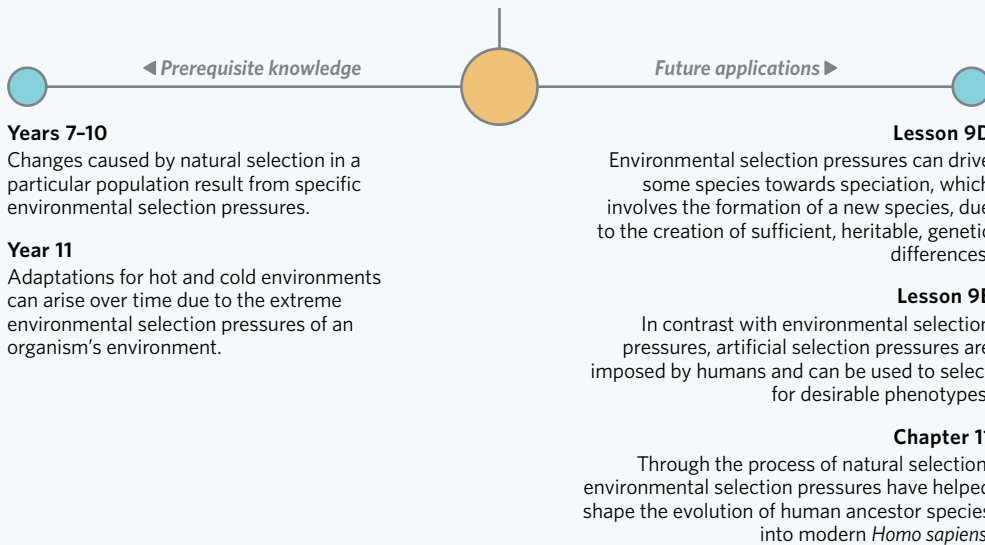 ◀ Prerequisite knowledge
Future applications ▶
Years 7–10
Changes caused by natural selection in a
particular population result from specific
environmental selection pressures.
Year 11
Adaptations for hot and cold environments
can arise over time due to the extreme
environmental selection pressures of an
organism's environment.
Lesson 9D
Environmental selection pressures can drive
some species towards speciation, which
involves the formation of a new species, due
to the creation of sufficient, heritable, genetic
differences.
Lesson
In contrast with environmental selection
pressures, artificial selection pressures are
imposed by humans and can be used to select
for desirable phenotypes.
Chapter
Through the process of natural selection,
environmental selection pressures have helped
shape the evolution of human ancestor species
into modern Homo sapiens.